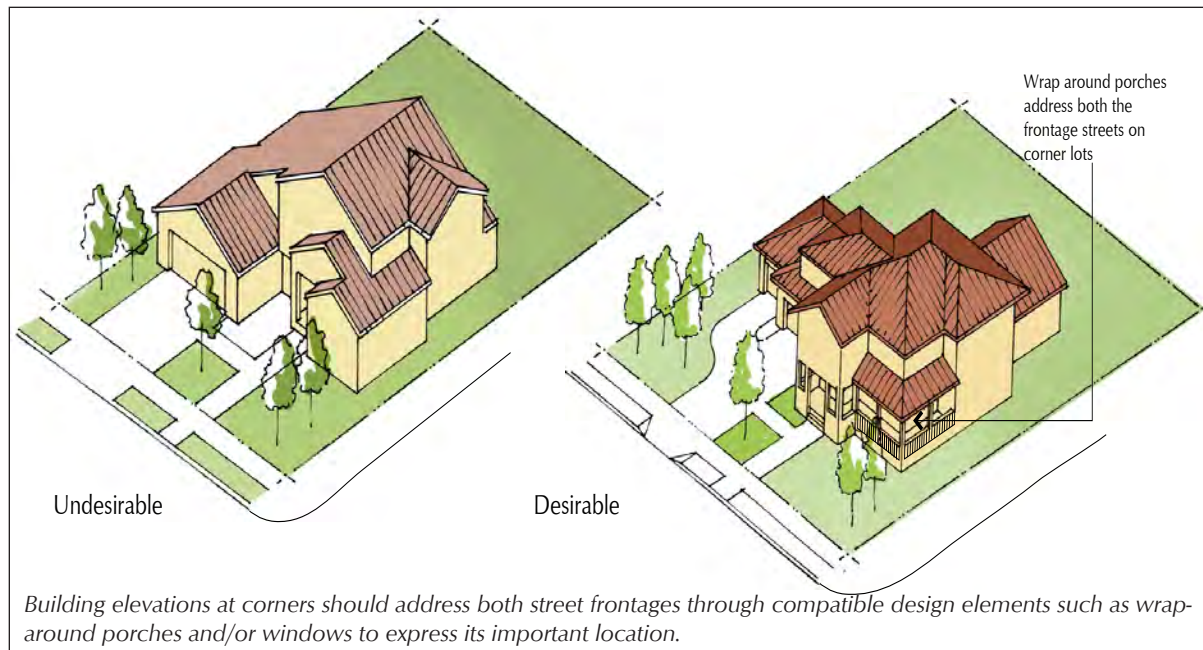 Wrap around porches
address both the
frontage streets on
corner lots
Undesirable
Desirable
Building elevations at corners should address both street frontages through compatible design elements such as wrap-
around porches and/or windows to express its important location.